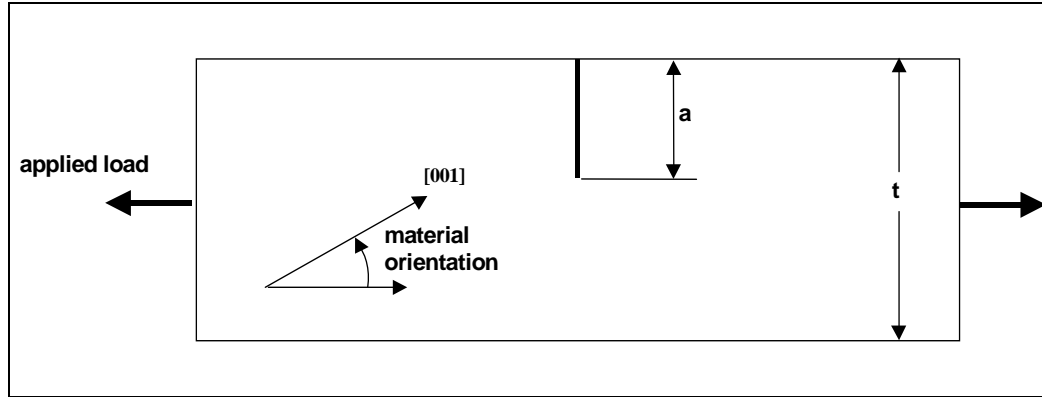 a
applied load
[001]
t
material
orientation